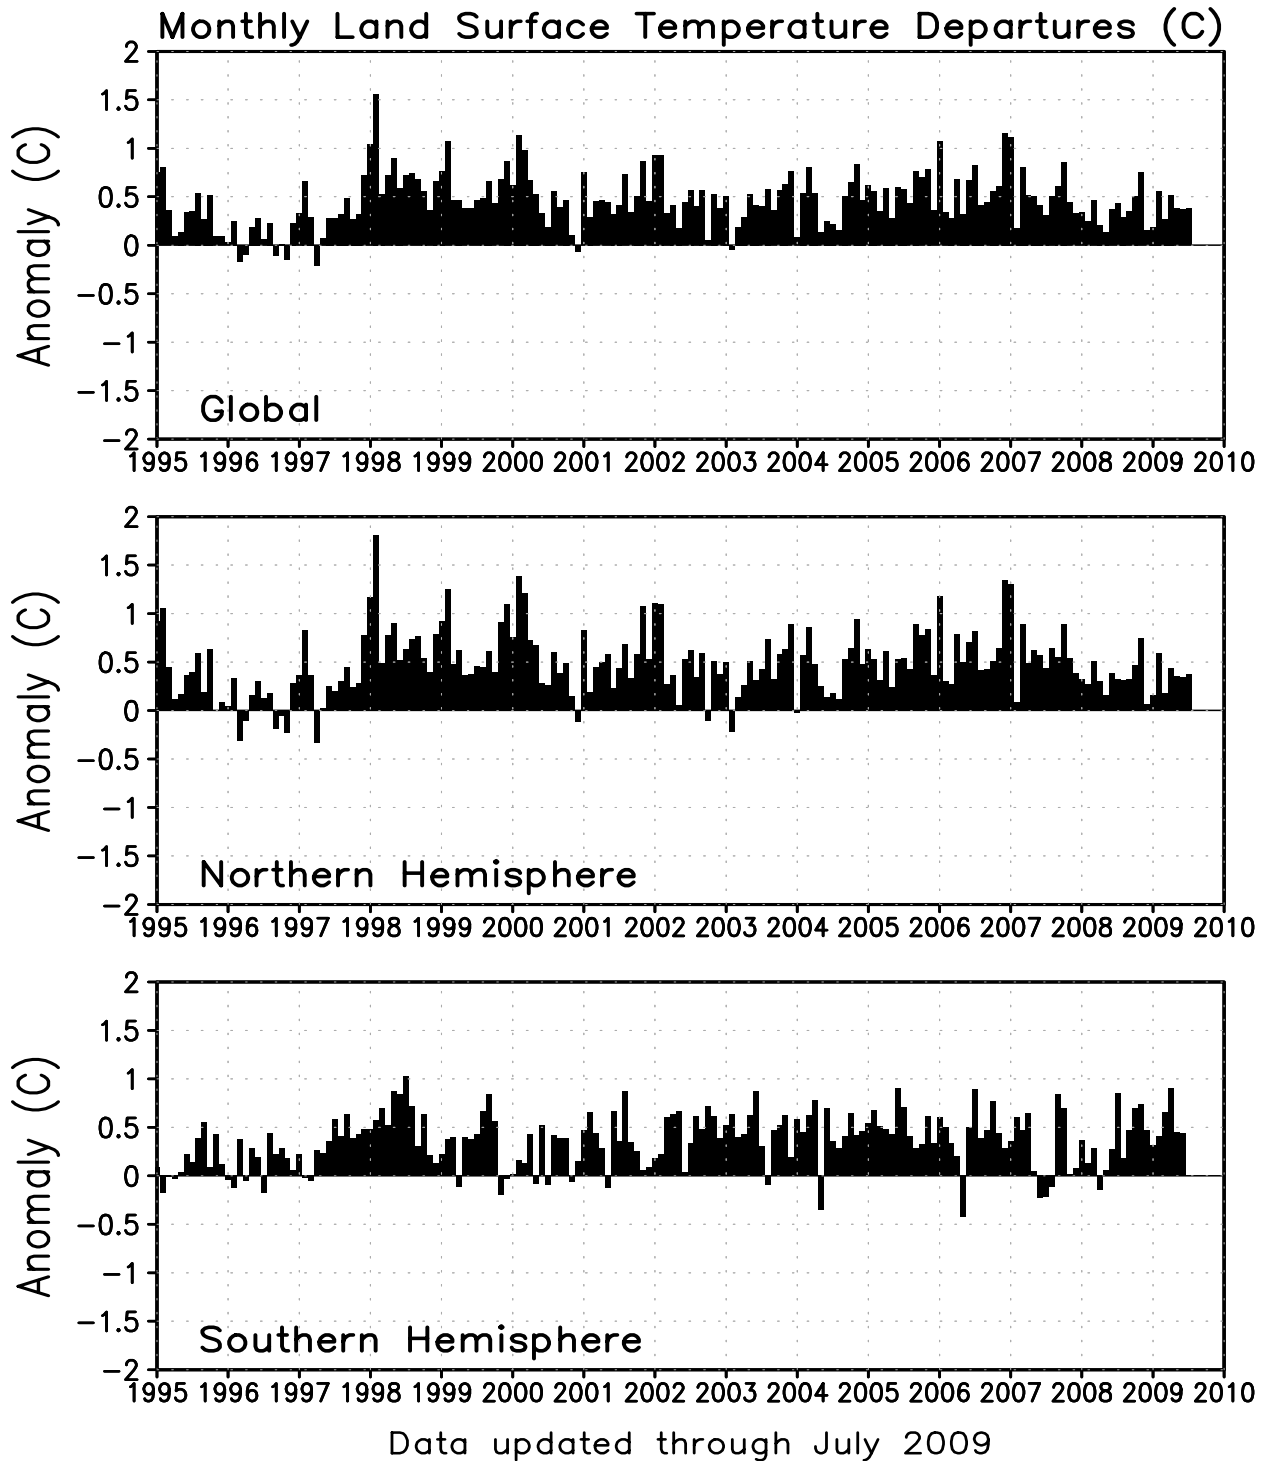 Monthly Land Surface Temperature Departures (C)
2
1.5
1
0.5
0
−0.5
−1
−1.5
−2
Anomaly (C)
Global
1995 1996 1997 1998 1999 2000 2001 2002 2003 2004 2005 2006 2007 2008 2009 2010
2
1.5
1
0.5
0
−0.5
−1
−1.5
−2
Anomaly (C)
Northern Hemisphere
1995 1996 1997 1998 1999 2000 2001 2002 2003 2004 2005 2006 2007 2008 2009 2010
2
1.5
1
0.5
0
−0.5
−1
−1.5
−2
Anomaly (C)
Southern Hemisphere
1995 1996 1997 1998 1999 2000 2001 2002 2003 2004 2005 2006 2007 2008 2009 2010
Data updated through July 2009